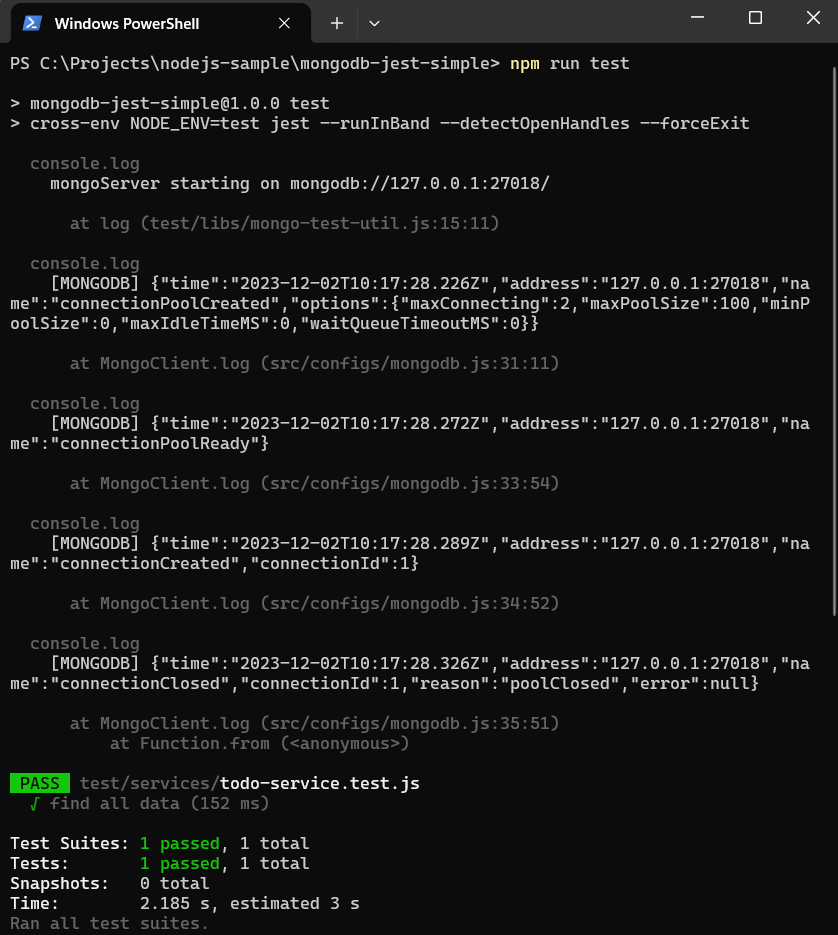 Windows PowerShell
PS C:\Projects\nodejs-sample\mongodb-jest-simple> npm run test
> mongodb-jest-simple@1.0.0 test
> cross-env NODE_ENV=test jest --runInBand --detectOpenHandles --forceExit
console.log
mongoServer starting on mongodb://127.0.0.1:27018/
at log (test/libs/mongo-test-util.js:15:11)
console.log
[MONGODB] {"time":"2023-12-02T10:17:28.226Z","address":"127.0.0.1:27018","na
me":"connectionPoolCreated","options":{"maxConnecting":2,"maxPoolSize":100,"minP
oolSize":0,"maxIdleTimeMS":0,"waitQueueTimeoutMS":0}}
at MongoClient.log (src/configs/mongodb.js:31:11)
console.log
[MONGODB] {"time":"2023-12-02T10:17:28.272Z","address":"127.0.0.1:27018","na
me":"connectionPoolReady"}
at MongoClient.log (src/configs/mongodb.js:33:54)
console.log
[MONGODB] {"time":"2023-12-02T10:17:28.289Z","address":"127.0.0.1:27018","na
me":"connectionCreated","connectionId":1}
at MongoClient.log (src/configs/mongodb.js:34:52)
console.log
[MONGODB] {"time":"2023-12-02T10:17:28.326Z","address":"127.0.0.1:27018","na
me":"connectionClosed","connectionId":1,"reason":"poolClosed","error":null}
at MongoClient.log (src/configs/mongodb.js:35:51)
at Function.from (<anonymous>)
PASS test/services/todo-service.test.js
√ find all data (152 ms)
Test Suites: 1 passed, 1 total
Tests: 1 passed, 1 total
Snapshots: 0 total
Time: 2.185 s, estimated 3 s
Ran all test suites.